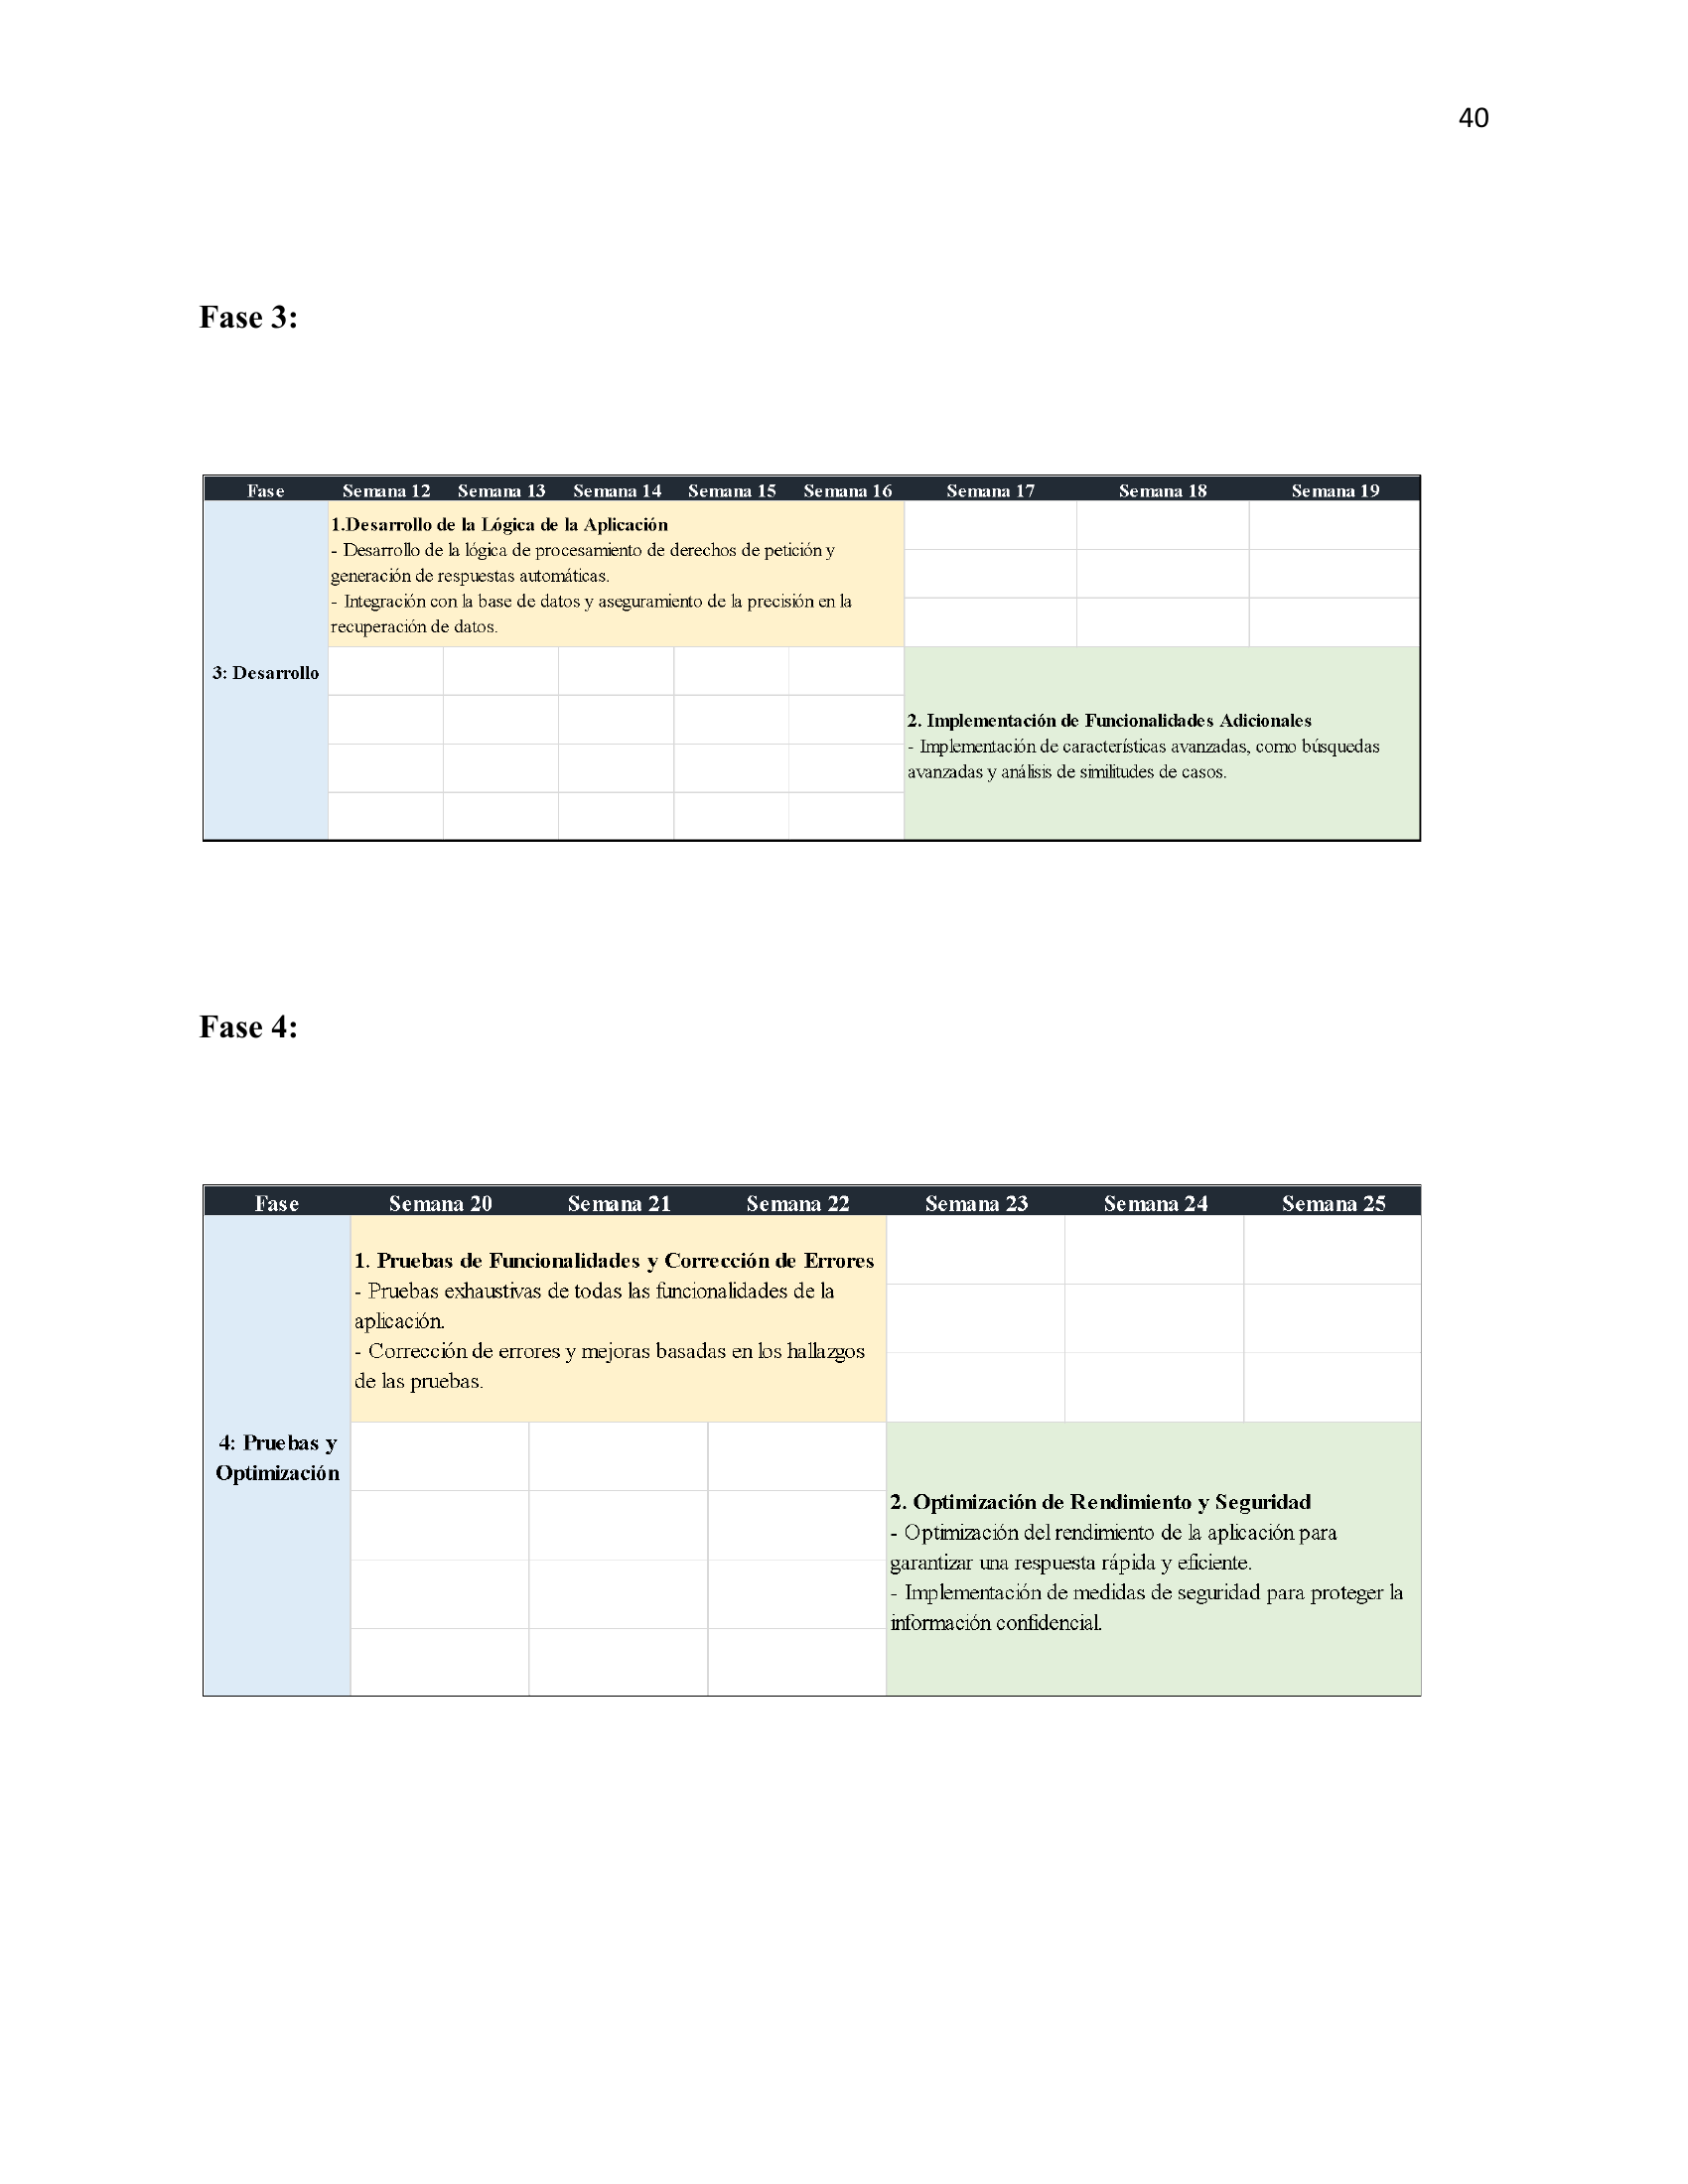 40
Fase 3:
Fase Semana 12 Semana 13 Semana 14 Semana 15 Semana 16 Semana 17 Semana 18 Semana 19
1.Desarrollo de la Lógica de la Aplicación
- Desarrollo de la lógica de procesamiento de derechos de petición y
generación de respuestas automáticas.
- Integración con la base de datos y aseguramiento de la precisión en la
recuperación de datos.
3: Desarrollo
2. Implementación de Funcionalidades Adicionales
- Implementación de características avanzadas, como búsquedas
avanzadas y análisis de similitudes de casos.
Fase 4:
Fase Semana 20 Semana 21 Semana 22 Semana 23 Semana 24 Semana 25
1. Pruebas de Funcionalidades y Corrección de Errores
- Pruebas exhaustivas de todas las funcionalidades de la
aplicación.
- Corrección de errores y mejoras basadas en los hallazgos
de las pruebas.
4: Pruebas y
Optimización
2. Optimización de Rendimiento y Seguridad
- Optimización del rendimiento de la aplicación para
garantizar una respuesta rápida y eficiente.
- Implementación de medidas de seguridad para proteger la
información confidencial.